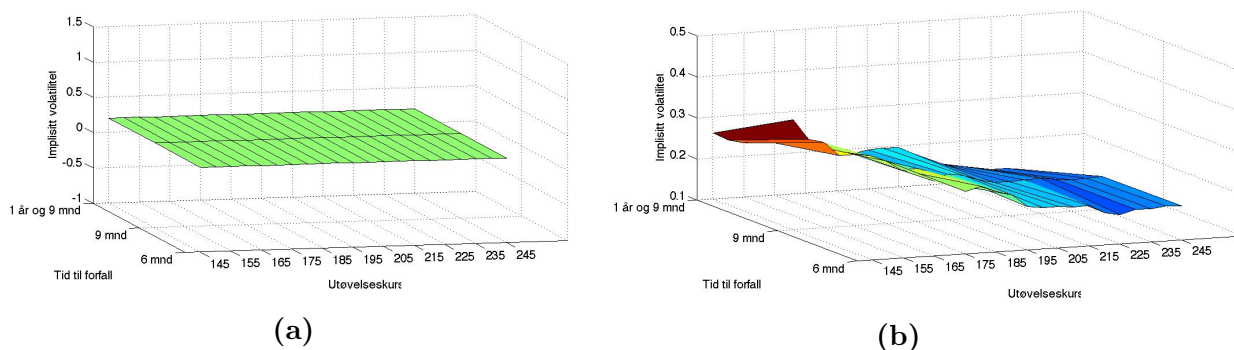 1.5
1
0.5
0
-0.5
-1
Implisitt volatilitet
1 år og 9 mnd
9 mnd
6 mnd
Tid til forfall
145 155 165 175 185 195 205 215 225 235 245
Utøvelseskurs
(a)
0.5
0.4
0.3
0.2
0.1
Implisitt volatilitet
1 år og 9 mnd
9 mnd
6 mnd
Tid til forfall
145 155 165 175 185 195 205 215 225 235 245
Utøvelseskurs
(b)